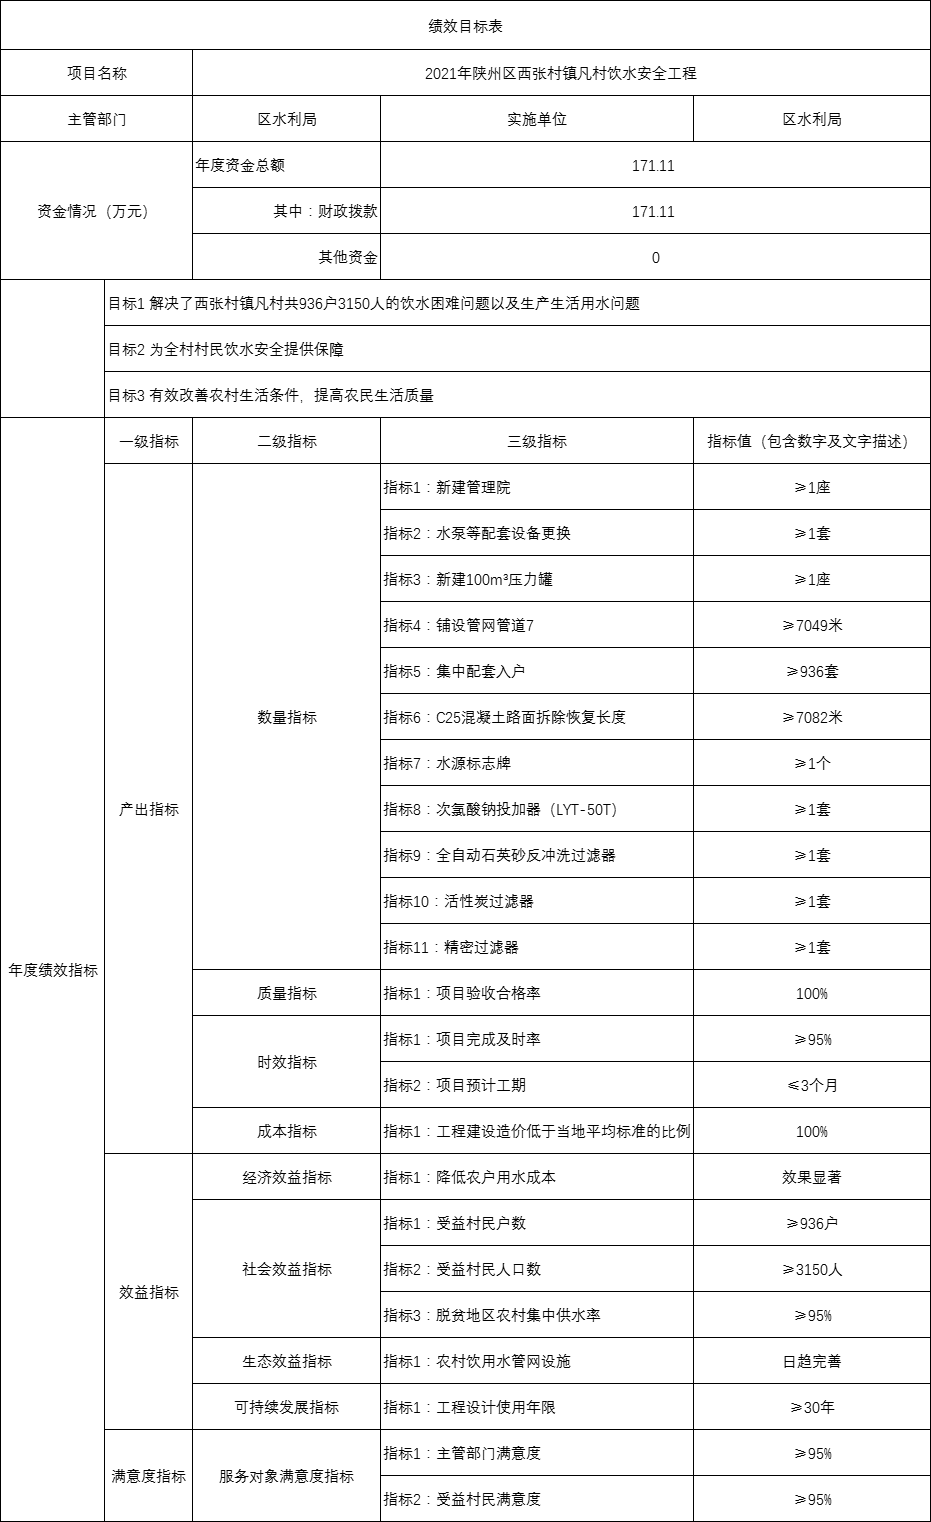 绩效目标表
项目名称 2021年陕州区西张村镇凡村饮水安全工程
主管部门 区水利局 实施单位 区水利局
资金情况（万元） 年度资金总额 171.11
其中：财政拨款 171.11
其他资金 0
目标1 解决了西张村镇凡村共936户3150人的饮水困难问题以及生产生活用水问题
目标2 为全村村民饮水安全提供保障
目标3 有效改善农村生活条件，提高农民生活质量
年度绩效指标 一级指标 二级指标 三级指标 指标值（包含数字及文字描述）
产出指标 数量指标 指标1：新建管理院 ≥1座
指标2：水泵等配套设备更换 ≥1套
指标3：新建100m³压力罐 ≥1座
指标4：铺设管网管道7 ≥7049米
指标5：集中配套入户 ≥936套
指标6：C25混凝土路面拆除恢复长度 ≥7082米
指标7：水源标志牌 ≥1个
指标8：次氯酸钠投加器（LYT-50T） ≥1套
指标9：全自动石英砂反冲洗过滤器 ≥1套
指标10：活性炭过滤器 ≥1套
指标11：精密过滤器 ≥1套
质量指标 指标1：项目验收合格率 100%
时效指标 指标1：项目完成及时率 ≥95%
指标2：项目预计工期 ≤3个月
成本指标 指标1：工程建设造价低于当地平均标准的比例 100%
效益指标 经济效益指标 指标1：降低农户用水成本 效果显著
社会效益指标 指标1：受益村民户数 ≥936户
指标2：受益村民人口数 ≥3150人
指标3：脱贫地区农村集中供水率 ≥95%
生态效益指标 指标1：农村饮用水管网设施 日趋完善
可持续发展指标 指标1：工程设计使用年限 ≥30年
满意度指标 服务对象满意度指标 指标1：主管部门满意度 ≥95%
指标2：受益村民满意度 ≥95%